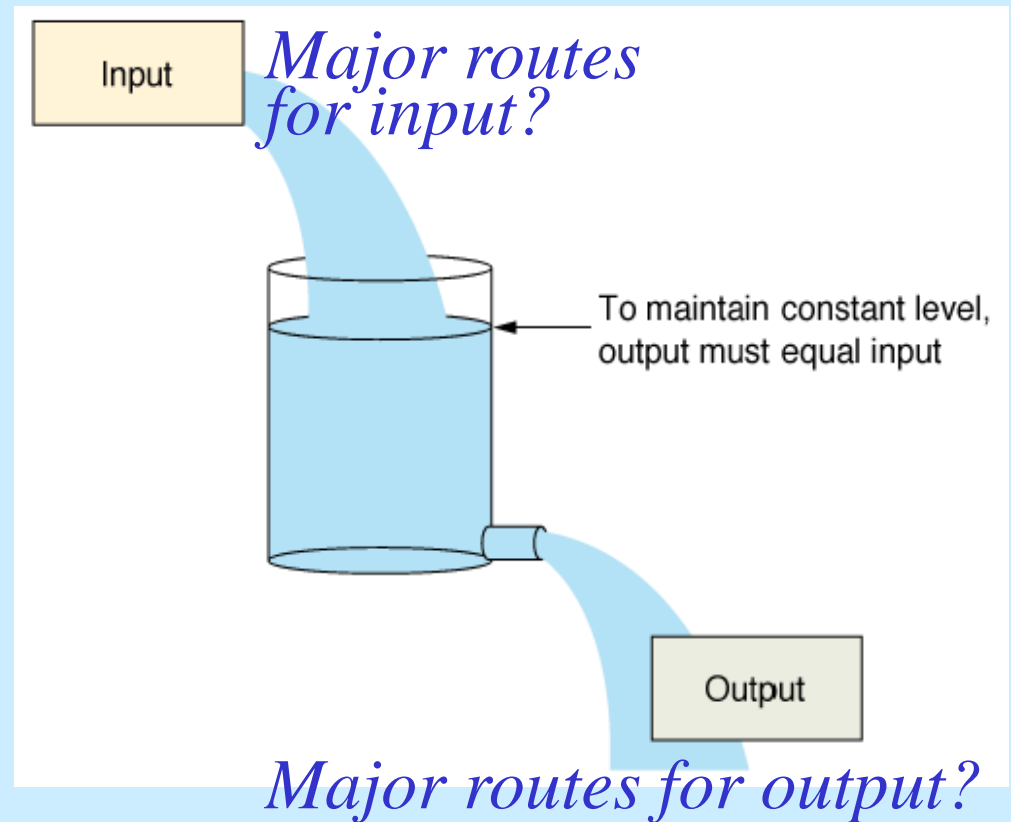 Input
Major routes
for input?
To maintain constant level,
output must equal input
Output
Major routes for output?